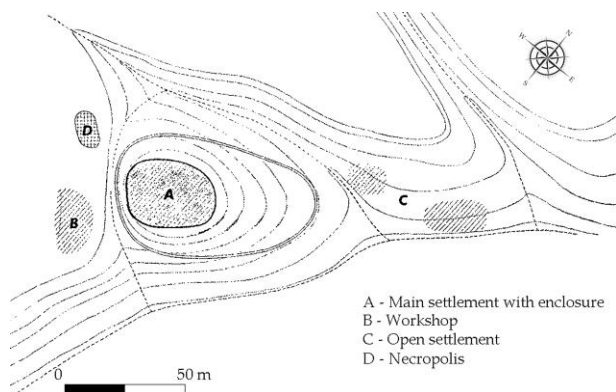 W N
S E
D
A
B
C
A - Main settlement with enclosure
B - Workshop
C - Open settlement
D - Necropolis
0 50 m